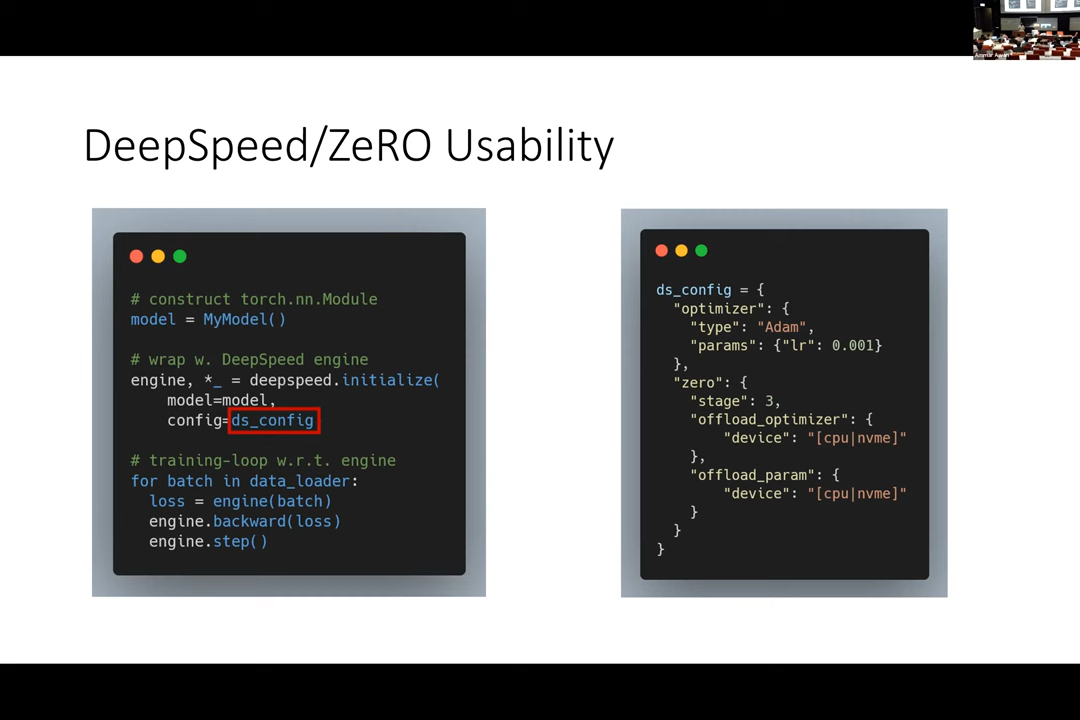 DeepSpeed/ZeRO Usability
# construct torch.nn.Module
model = MyModel()
# wrap w. DeepSpeed engine
engine, *_ = deepspeed.initialize(
    model=model,
    config=ds_config
# training-loop w.r.t. engine
for batch in data_loader:
  loss = engine(batch)
  engine.backward(loss)
  engine.step()
ds_config = {
  "optimizer": {
    "type": "Adam",
    "params": {"lr": 0.001}
  },
  "zero": {
    "stage": 3,
    "offload_optimizer": {
        "device": "[cpu|nvme]"
    },
    "offload_param": {
        "device": "[cpu|nvme]"
    }
  }
}
Ammar Awan